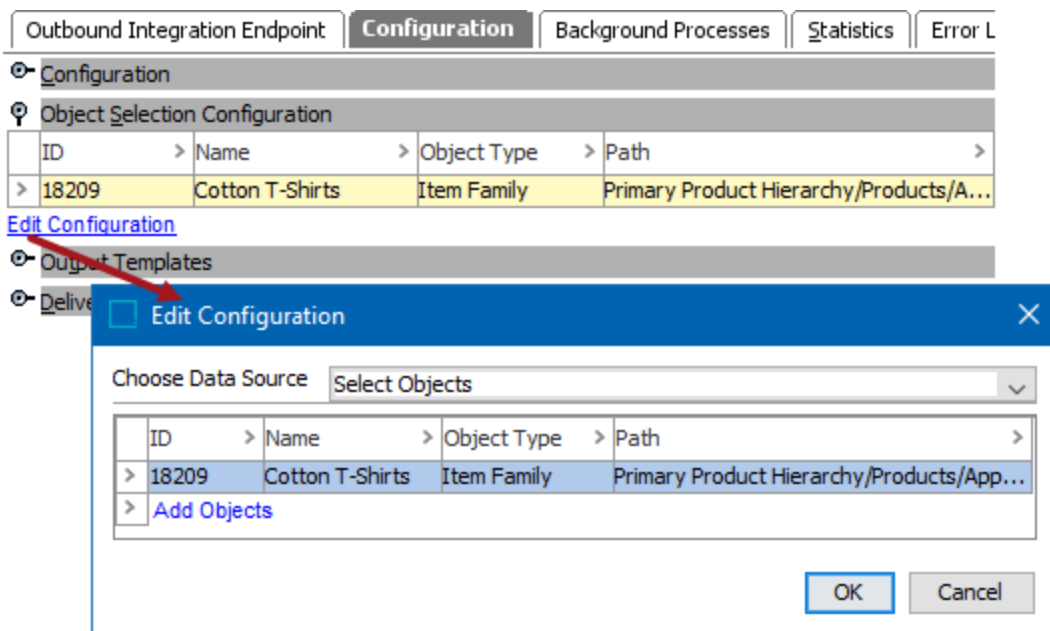 Outbound Integration Endpoint Configuration Background Processes Statistics Error L
Configuration
Object Selection Configuration
ID > Name > Object Type > Path >
> 18209 Cotton T-Shirts Item Family Primary Product Hierarchy/Products/A...
Edit Configuration
Output Templates
Delive
Edit Configuration
Choose Data Source Select Objects
ID > Name > Object Type > Path >
> 18209 Cotton T-Shirts Item Family Primary Product Hierarchy/Products/App...
> Add Objects
OK Cancel